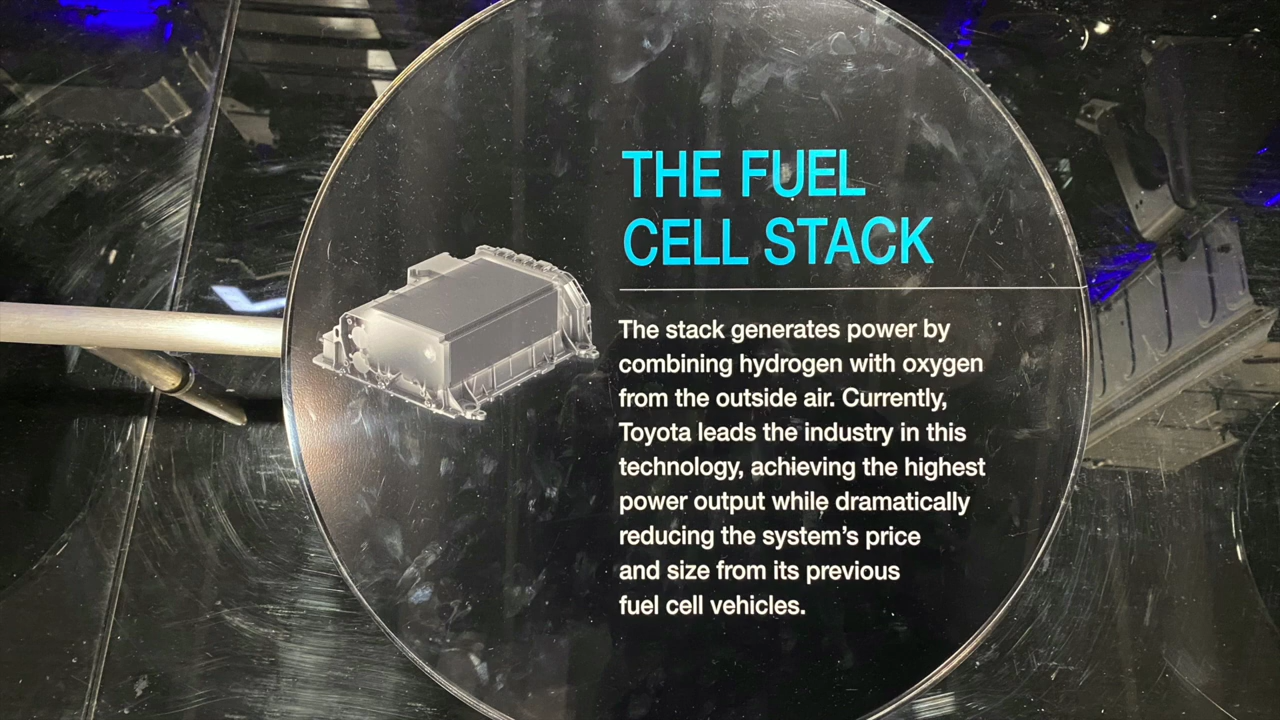 THE FUEL
CELL STACK
The stack generates power by
combining hydrogen with oxygen
from the outside air. Currently,
Toyota leads the industry in this
technology, achieving the highest
power output while dramatically
reducing the system’s price
and size from its previous
fuel cell vehicles.